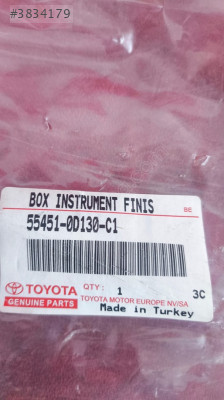 #3834179
BOX INSTRUMENT FINIS
BE
55451-0D130-C1
TOYOTA
GENUINE PARTS
QTY: 1 3C
TOYOTA MOTOR EUROPE NV/SA
Made in Turkey